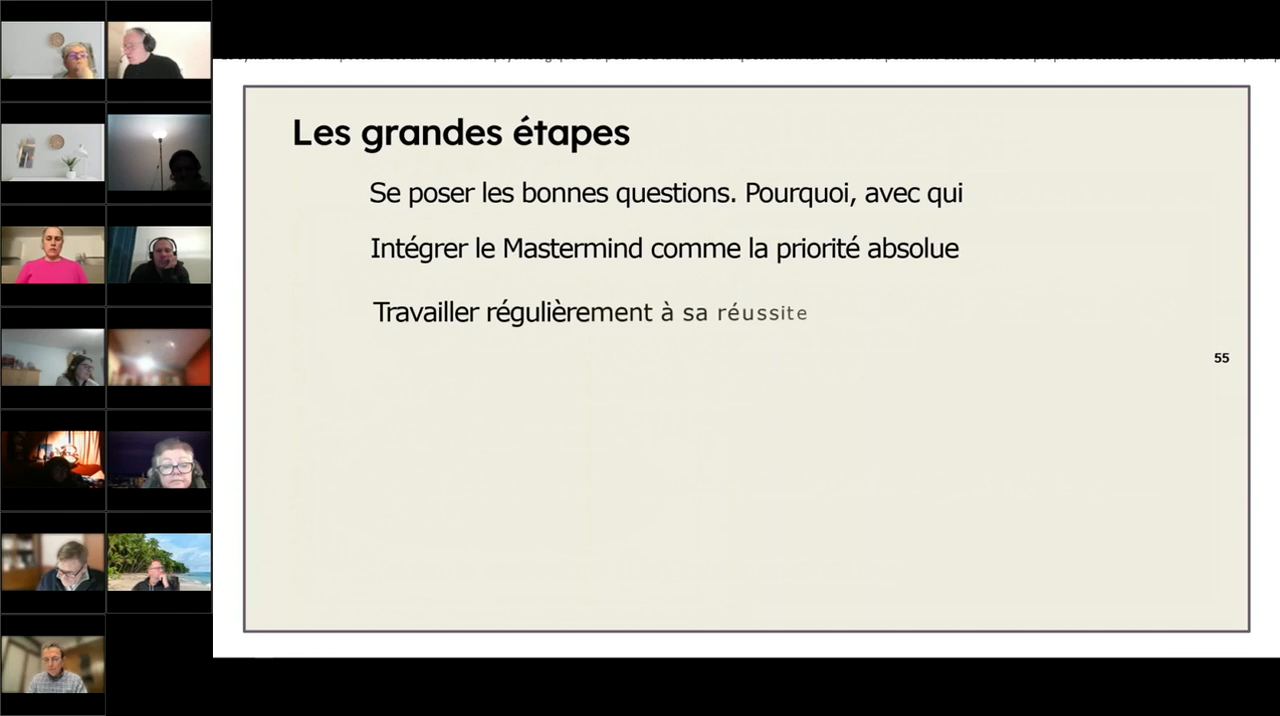 Les grandes étapes
Se poser les bonnes questions. Pourquoi, avec qui
Intégrer le Mastermind comme la priorité absolue
Travailler régulièrement à sa réussite
55